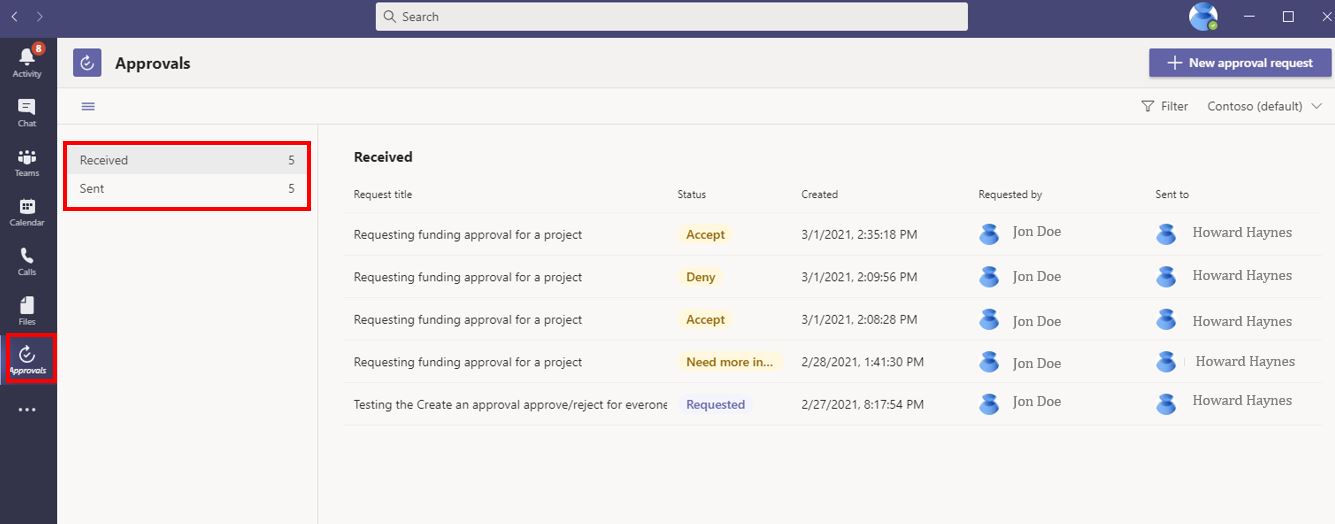 Search
8
Activity
Chat
Teams
Calendar
Calls
Files
Approvals
Approvals
New approval request
Filter Contoso (default)
Received 5
Sent 5
Received
Request title Status Created Requested by Sent to
Requesting funding approval for a project Accept 3/1/2021, 2:35:18 PM Jon Doe Howard Haynes
Requesting funding approval for a project Deny 3/1/2021, 2:09:56 PM Jon Doe Howard Haynes
Requesting funding approval for a project Accept 3/1/2021, 2:08:28 PM Jon Doe Howard Haynes
Requesting funding approval for a project Need more in... 2/28/2021, 1:41:30 PM Jon Doe Howard Haynes
Testing the Create an approval approve/reject for everone Requested 2/27/2021, 8:17:54 PM Jon Doe Howard Haynes